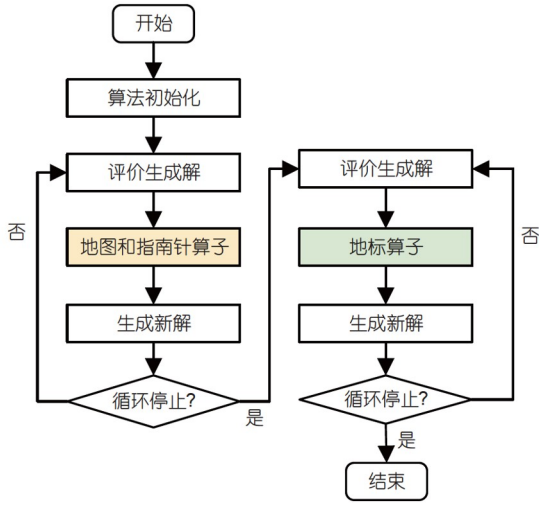 开始
算法初始化
评价生成解
地图和指南针算子
生成新解
循环停止?
否
是
评价生成解
地标算子
生成新解
循环停止?
否
是
结束